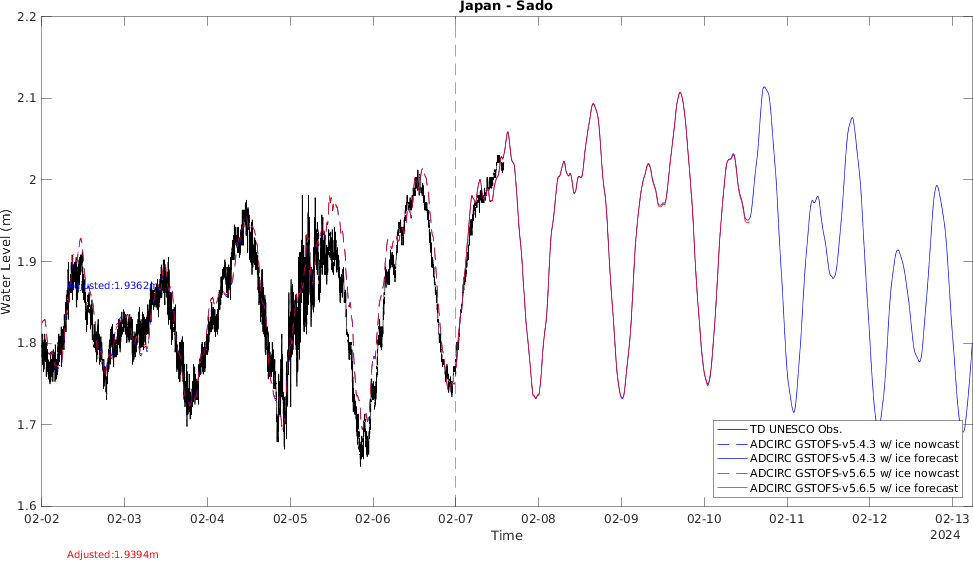 Japan - Sado
Water Level (m)
2.2
2.1
2
1.9
1.8
1.7
1.6
Adjusted:1.9362m
TD UNESCO Obs.
ADCIRC GSTOFS-v5.4.3 w/ ice nowcast
ADCIRC GSTOFS-v5.4.3 w/ ice forecast
ADCIRC GSTOFS-v5.6.5 w/ ice nowcast
ADCIRC GSTOFS-v5.6.5 w/ ice forecast
02-02 02-03 02-04 02-05 02-06 02-07 02-08 02-09 02-10 02-11 02-12 02-13
Time
2024
Adjusted:1.9394m